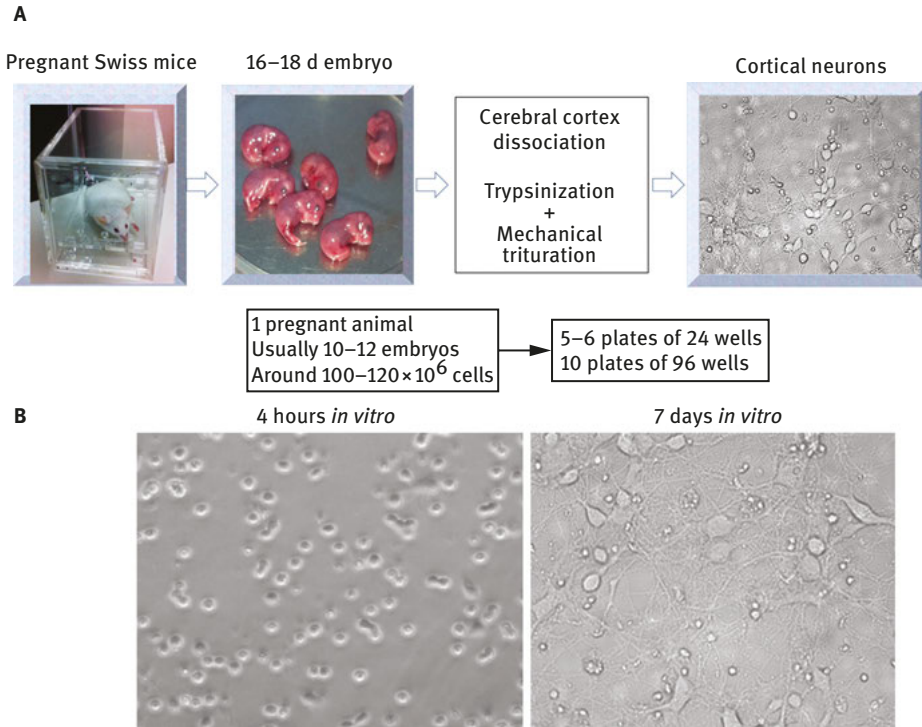 A
Pregnant Swiss mice
16–18 d embryo
Cortical neurons
Cerebral cortex
dissociation
Trypsinization
+
Mechanical
trituration
1 pregnant animal
Usually 10–12 embryos
Around 100–120×10⁶ cells
5–6 plates of 24 wells
10 plates of 96 wells
B
4 hours in vitro
7 days in vitro